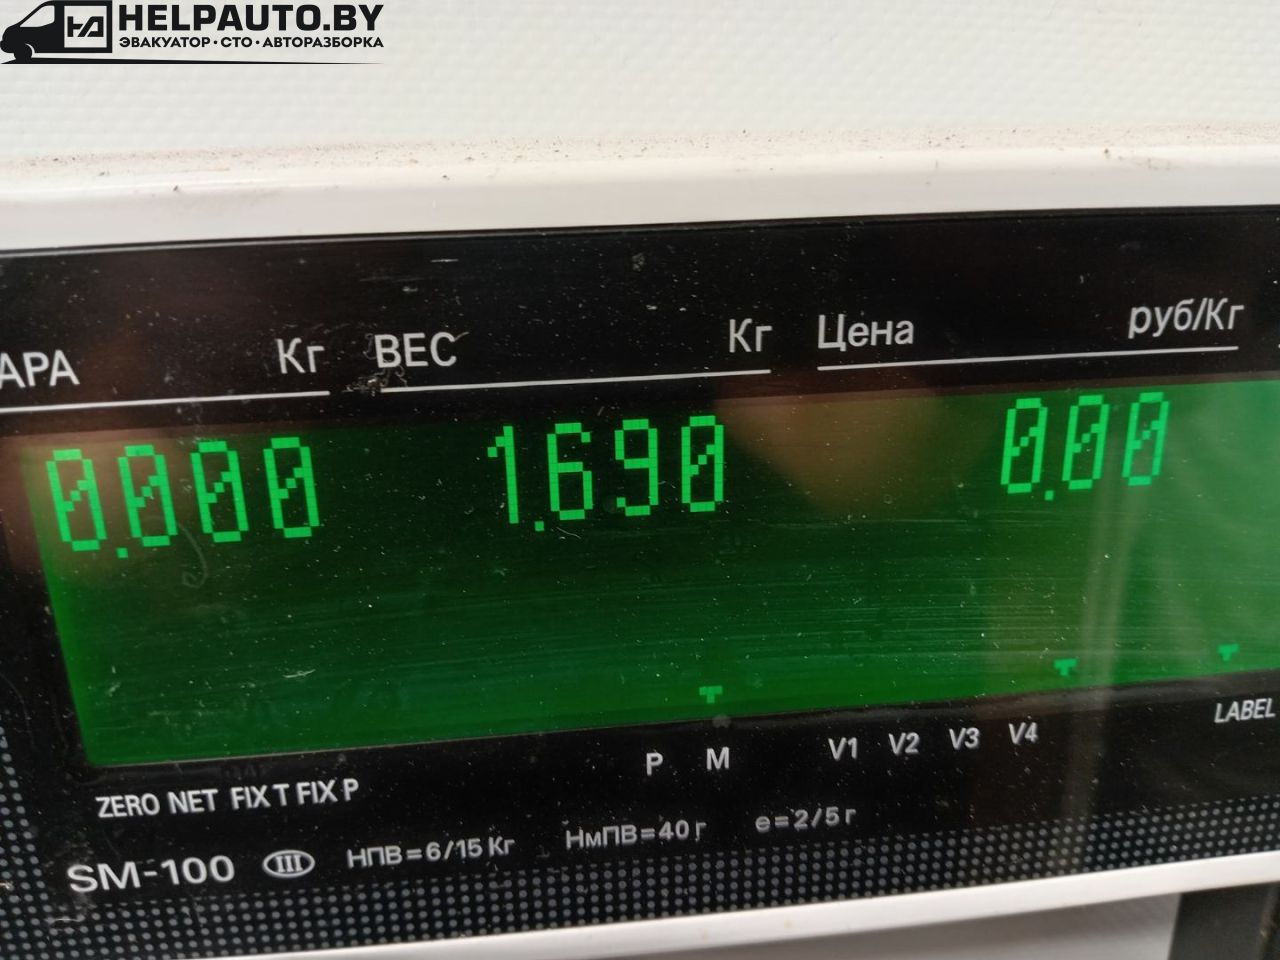 HELPAUTO.BY
ЭВАКУАТОР•СТО•АВТОРАЗБОРКА
АРА Кг ВЕС Кг Цена руб/Кг
0.000 1.690 0.00
P M V1 V2 V3 V4 LABEL
ZERO NET FIX T FIX P
SM-100 III НПВ=6/15 Кг НмПВ=40 г e=2/5 г